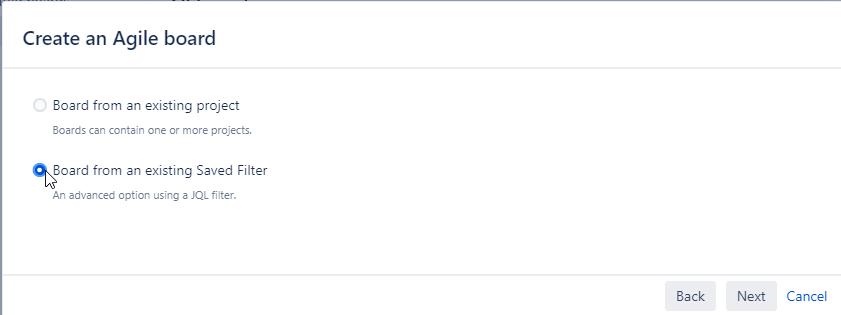 Create an Agile board
Board from an existing project
Boards can contain one or more projects.
Board from an existing Saved Filter
An advanced option using a JQL filter.
Back Next Cancel